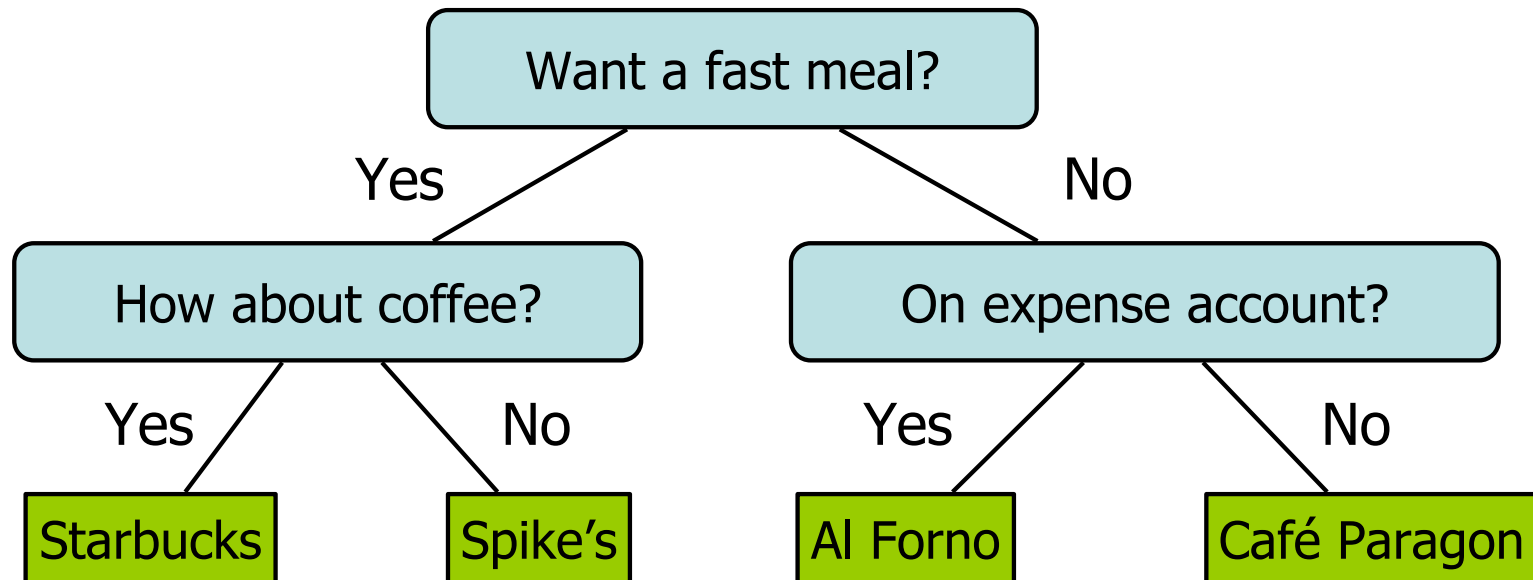 Want a fast meal?
Yes
No
How about coffee?
On expense account?
Yes
No
Yes
No
Starbucks
Spike’s
Al Forno
Café Paragon